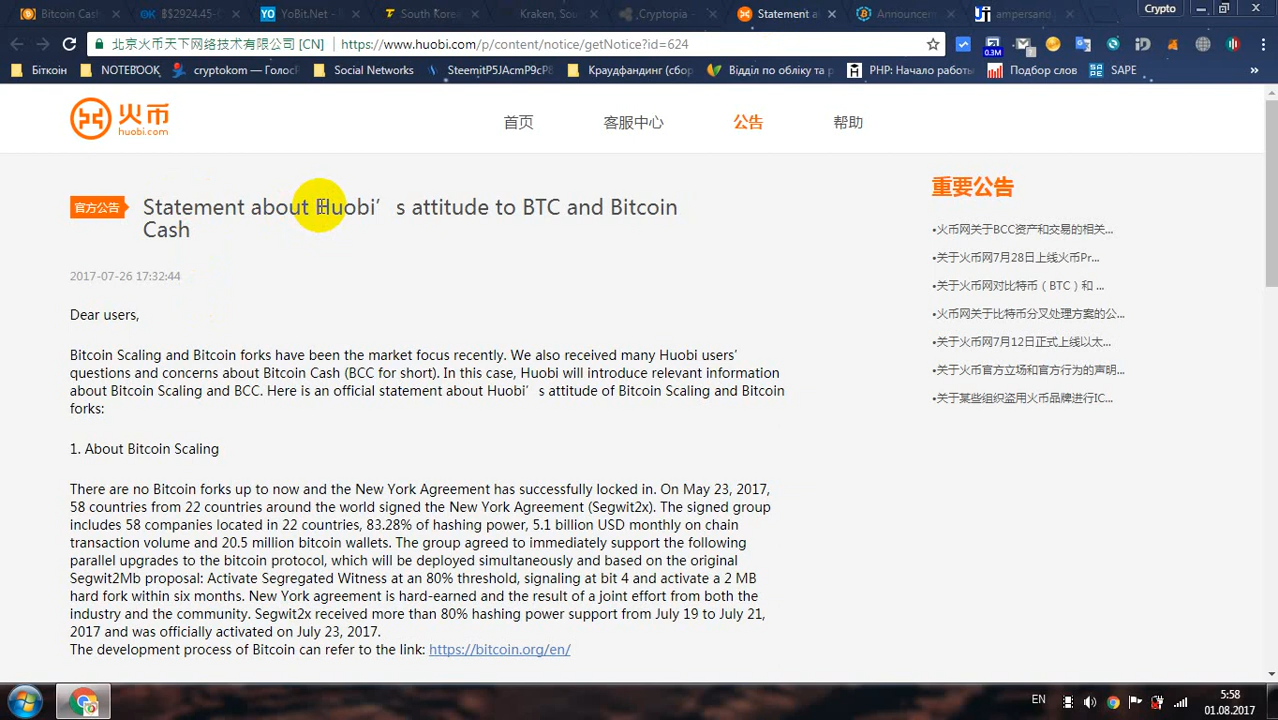 Bitcoin Cash
฿$2924.45-O
YoBit.Net -
South Kore
Kraken, Sou
.Cryptopia -
Statement a
Announcem
ampersand
Crypto
北京火币天下网络技术有限公司 [CN]
https://www.huobi.com/p/content/notice/getNotice?id=624
0.3M
Біткоін
NOTEBOOK
cryptokom — Голос
Social Networks
SteemitP5JAcmP9cP8
Краудфандинг (сбор
Відділ по обліку та р
PHP: Начало работы
Подбор слов
SAPE
»
火币
huobi.com
首页
客服中心
公告
帮助
官方公告
Statement about Huobi’s attitude to BTC and Bitcoin
Cash
2017-07-26 17:32:44
Dear users,
Bitcoin Scaling and Bitcoin forks have been the market focus recently. We also received many Huobi users’
questions and concerns about Bitcoin Cash (BCC for short). In this case, Huobi will introduce relevant information
about Bitcoin Scaling and BCC. Here is an official statement about Huobi’s attitude of Bitcoin Scaling and Bitcoin
forks:
1. About Bitcoin Scaling
There are no Bitcoin forks up to now and the New York Agreement has successfully locked in. On May 23, 2017,
58 countries from 22 countries around the world signed the New York Agreement (Segwit2x). The signed group
includes 58 companies located in 22 countries, 83.28% of hashing power, 5.1 billion USD monthly on chain
transaction volume and 20.5 million bitcoin wallets. The group agreed to immediately support the following
parallel upgrades to the bitcoin protocol, which will be deployed simultaneously and based on the original
Segwit2Mb proposal: Activate Segregated Witness at an 80% threshold, signaling at bit 4 and activate a 2 MB
hard fork within six months. New York agreement is hard-earned and the result of a joint effort from both the
industry and the community. Segwit2x received more than 80% hashing power support from July 19 to July 21,
2017 and was officially activated on July 23, 2017.
The development process of Bitcoin can refer to the link: https://bitcoin.org/en/
重要公告
•火币网关于BCC资产和交易的相关...
•关于火币网7月28日上线火币Pr...
•关于火币网对比特币（BTC）和 ...
•火币网关于比特币分叉处理方案的公...
•关于火币网7月12日正式上线以太...
•关于火币官方立场和官方行为的声明...
•关于某些组织盗用火币品牌进行IC...
EN
5:58
01.08.2017